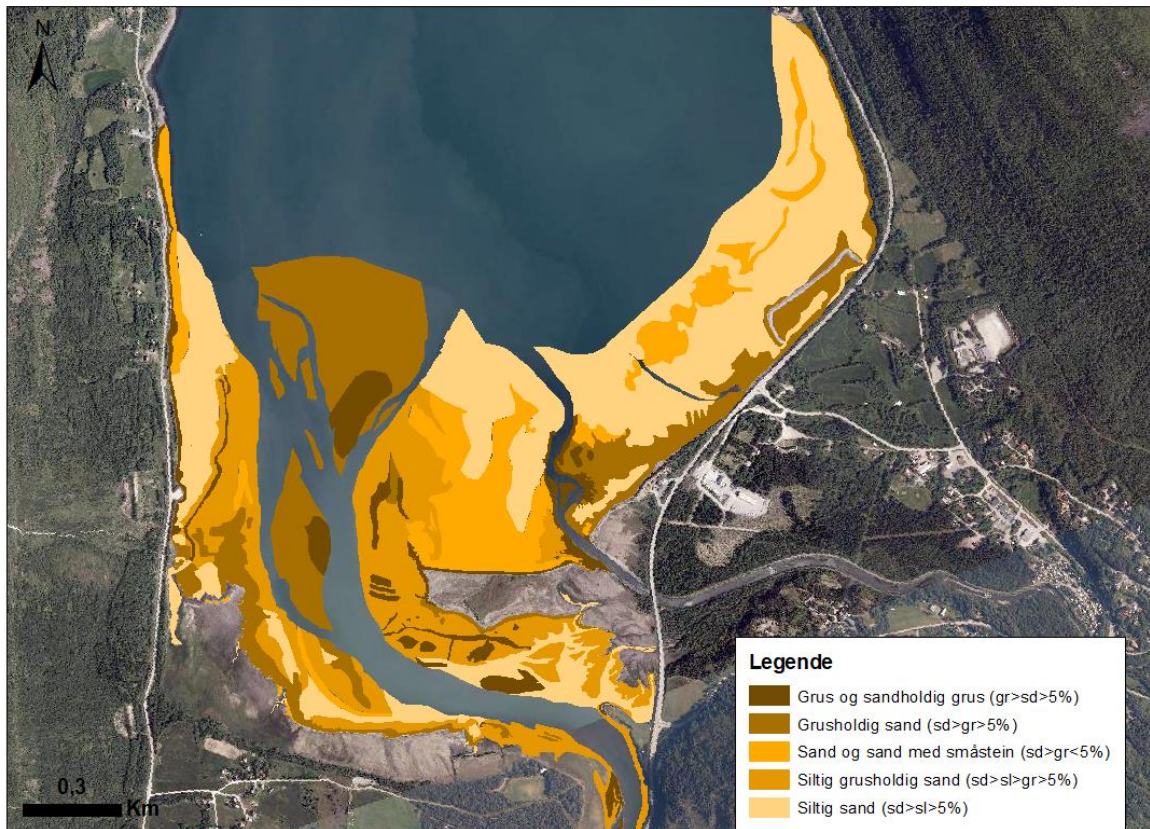 N
Legende
Grus og sandholdig grus (gr>sd>5%)
Grusholdig sand (sd>gr>5%)
Sand og sand med småstein (sd>gr<5%)
Siltig grusholdig sand (sd>sl>gr>5%)
Siltig sand (sd>sl>5%)
0,3
Km